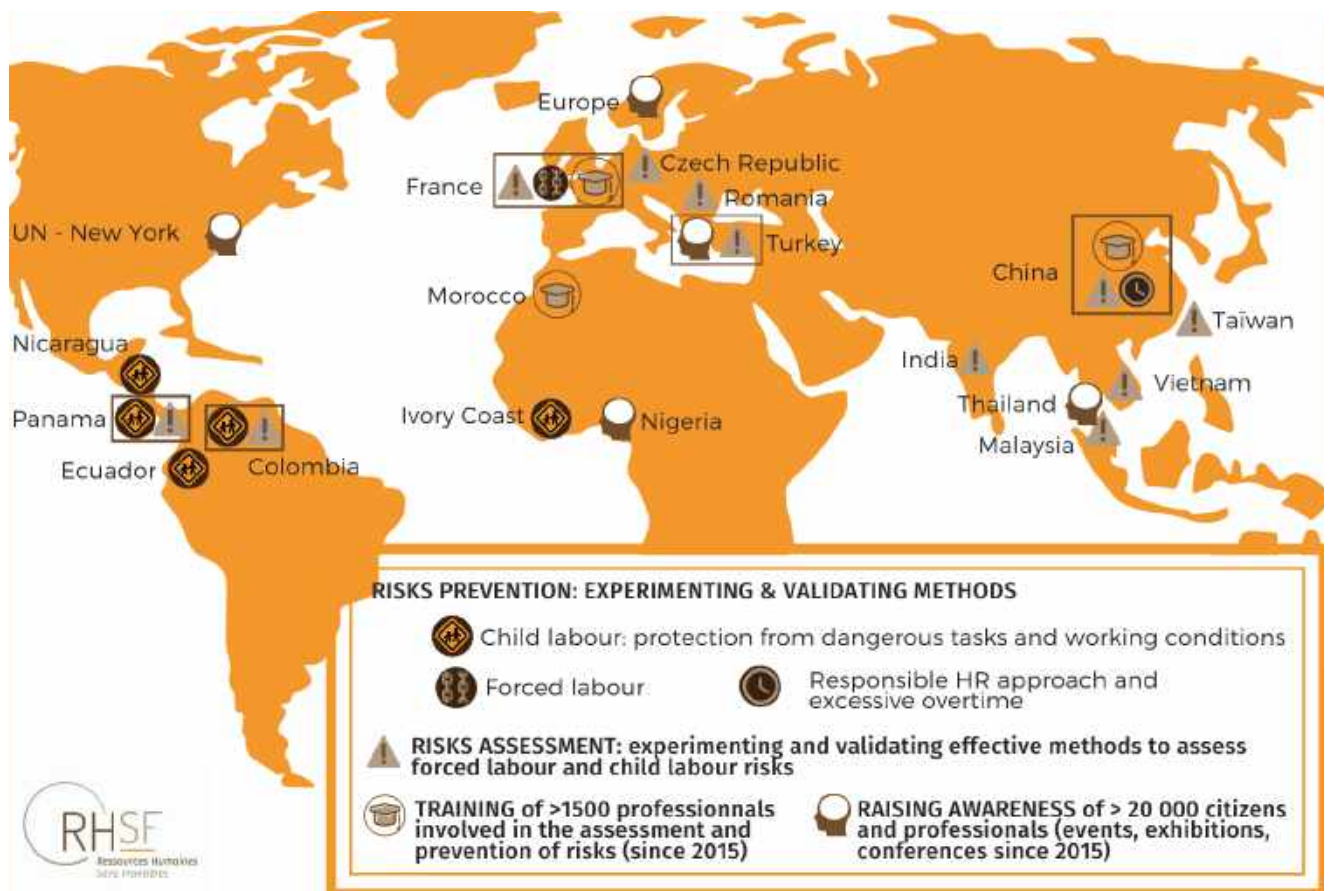 Europe
Czech Republic
France
Romania
UN - New York
Turkey
China
Morocco
Taïwan
Nicaragua
India
Vietnam
Thailand
Panama
Ivory Coast
Nigeria
Malaysia
Ecuador
Colombia
RISKS PREVENTION: EXPERIMENTING & VALIDATING METHODS
Child labour: protection from dangerous tasks and working conditions
Forced labour
Responsible HR approach and
excessive overtime
RISKS ASSESSMENT: experimenting and validating effective methods to assess
forced labour and child labour risks
TRAINING of >1500 professionnals
involved in the assessment and
prevention of risks (since 2015)
RAISING AWARENESS of > 20 000 citizens
and professionals (events, exhibitions,
conferences since 2015)
RHSF
Ressources Humaines
Sans Frontières